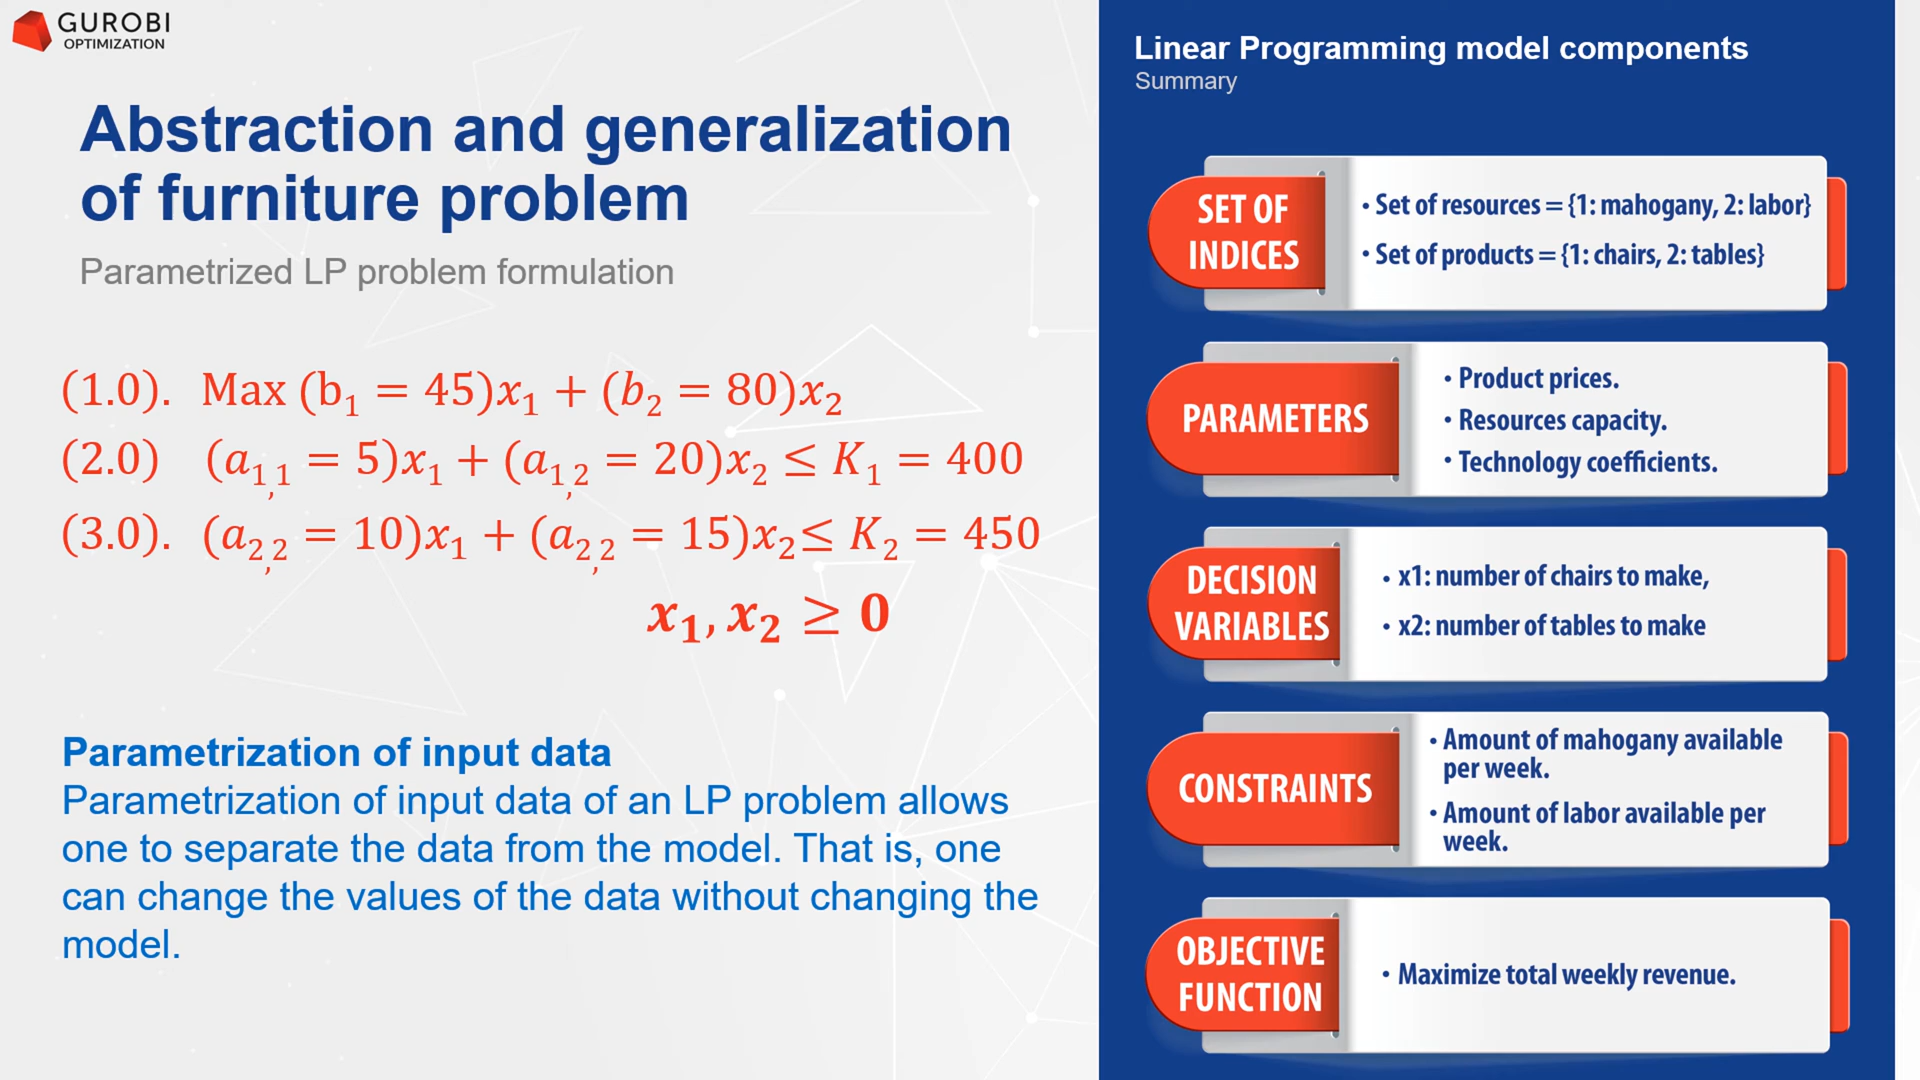 GUROBI
OPTIMIZATION
Abstraction and generalization
of furniture problem
Parametrized LP problem formulation
(1.0). Max (b₁ = 45)x₁ + (b₂ = 80)x₂
(2.0) (a₁,₁ = 5)x₁ + (a₁,₂ = 20)x₂ ≤ K₁ = 400
(3.0). (a₂,₂ = 10)x₁ + (a₂,₂ = 15)x₂ ≤ K₂ = 450
x₁, x₂ ≥ 0
Parametrization of input data
Parametrization of input data of an LP problem allows
one to separate the data from the model. That is, one
can change the values of the data without changing the
model.
Linear Programming model components
Summary
SET OF
INDICES
• Set of resources = {1: mahogany, 2: labor}
• Set of products = {1: chairs, 2: tables}
PARAMETERS
• Product prices.
• Resources capacity.
• Technology coefficients.
DECISION
VARIABLES
• x1: number of chairs to make,
• x2: number of tables to make
CONSTRAINTS
• Amount of mahogany available
per week.
• Amount of labor available per
week.
OBJECTIVE
FUNCTION
• Maximize total weekly revenue.